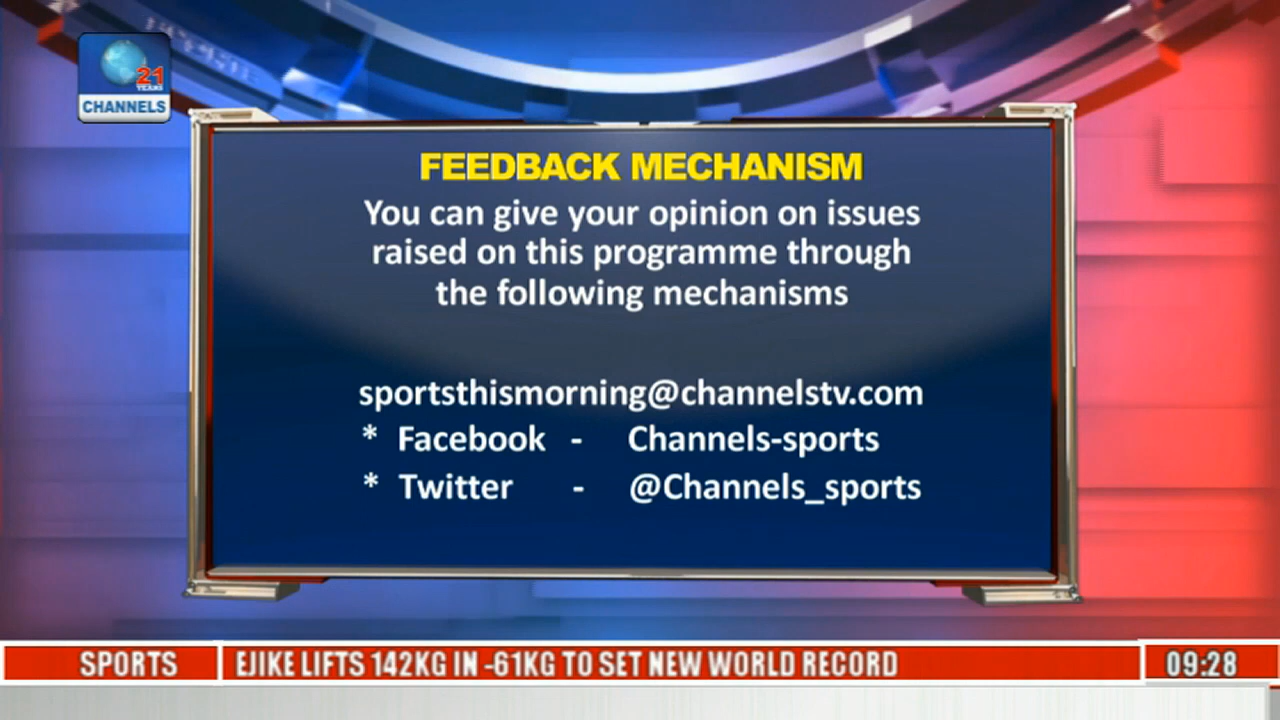 21
YEARS
CHANNELS
FEEDBACK MECHANISM
You can give your opinion on issues
raised on this programme through
the following mechanisms
sportsthismorning@channelstv.com
* Facebook - Channels-sports
* Twitter - @Channels_sports
SPORTS EJIKE LIFTS 142KG IN -61KG TO SET NEW WORLD RECORD 09:28